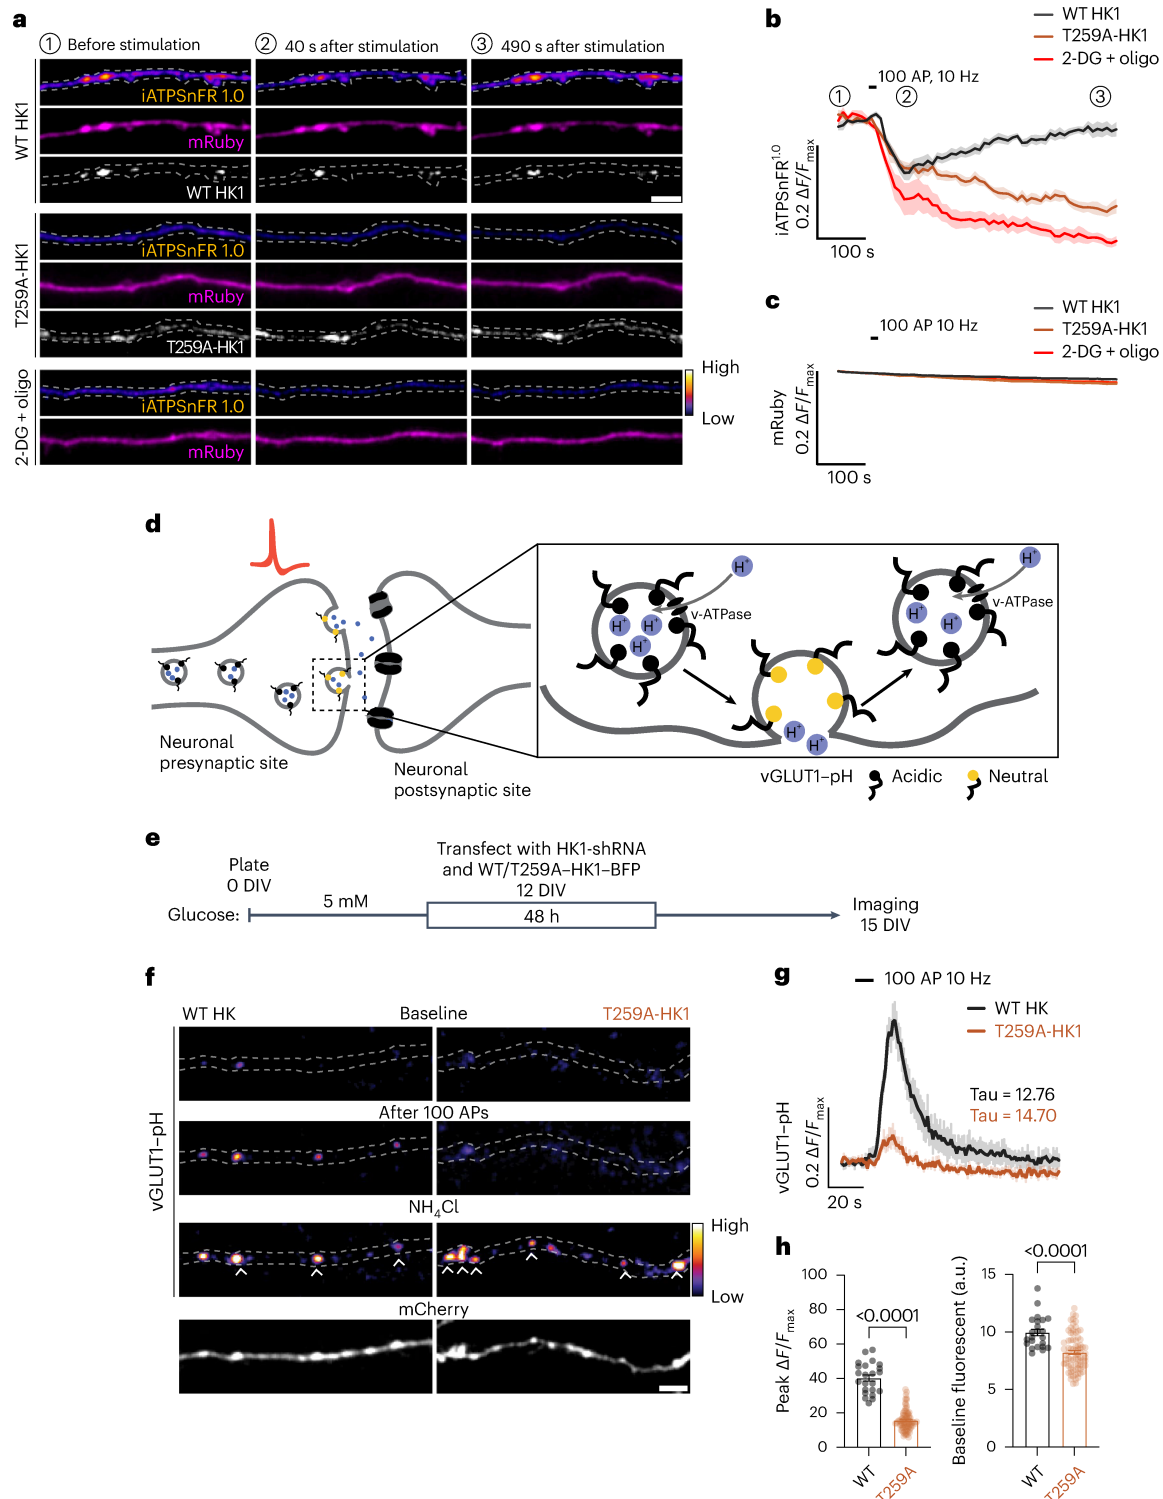 a
① Before stimulation
② 40 s after stimulation
③ 490 s after stimulation
WT HK1
iATPSnFR 1.0
mRuby
WT HK1
T259A-HK1
iATPSnFR 1.0
mRuby
T259A-HK1
2-DG + oligo
iATPSnFR 1.0
mRuby
High
Low
b
WT HK1
T259A-HK1
2-DG + oligo
100 AP, 10 Hz
① ② ③
iATPSnFR1.0
0.2 ΔF/Fmax
100 s
c
WT HK1
T259A-HK1
2-DG + oligo
100 AP 10 Hz
mRuby
0.2 ΔF/Fmax
100 s
d
Neuronal
presynaptic site
Neuronal
postsynaptic site
H+
H+
v-ATPase
v-ATPase
H+ H+
H+
H+
H+
H+
H+
vGLUT1–pH Acidic Neutral
e
Transfect with HK1-shRNA
and WT/T259A–HK1–BFP
12 DIV
Plate
0 DIV
Glucose:
5 mM
48 h
Imaging
15 DIV
f
WT HK Baseline T259A-HK1
After 100 APs
vGLUT1–pH
NH4Cl
High
Low
mCherry
g
100 AP 10 Hz
WT HK
T259A-HK1
Tau = 12.76
Tau = 14.70
vGLUT1–pH
0.2 ΔF/Fmax
20 s
h
Peak ΔF/Fmax
100
80
60
40
20
0
<0.0001
WT
T259A
Baseline fluorescent (a.u.)
15
10
5
0
<0.0001
WT
T259A